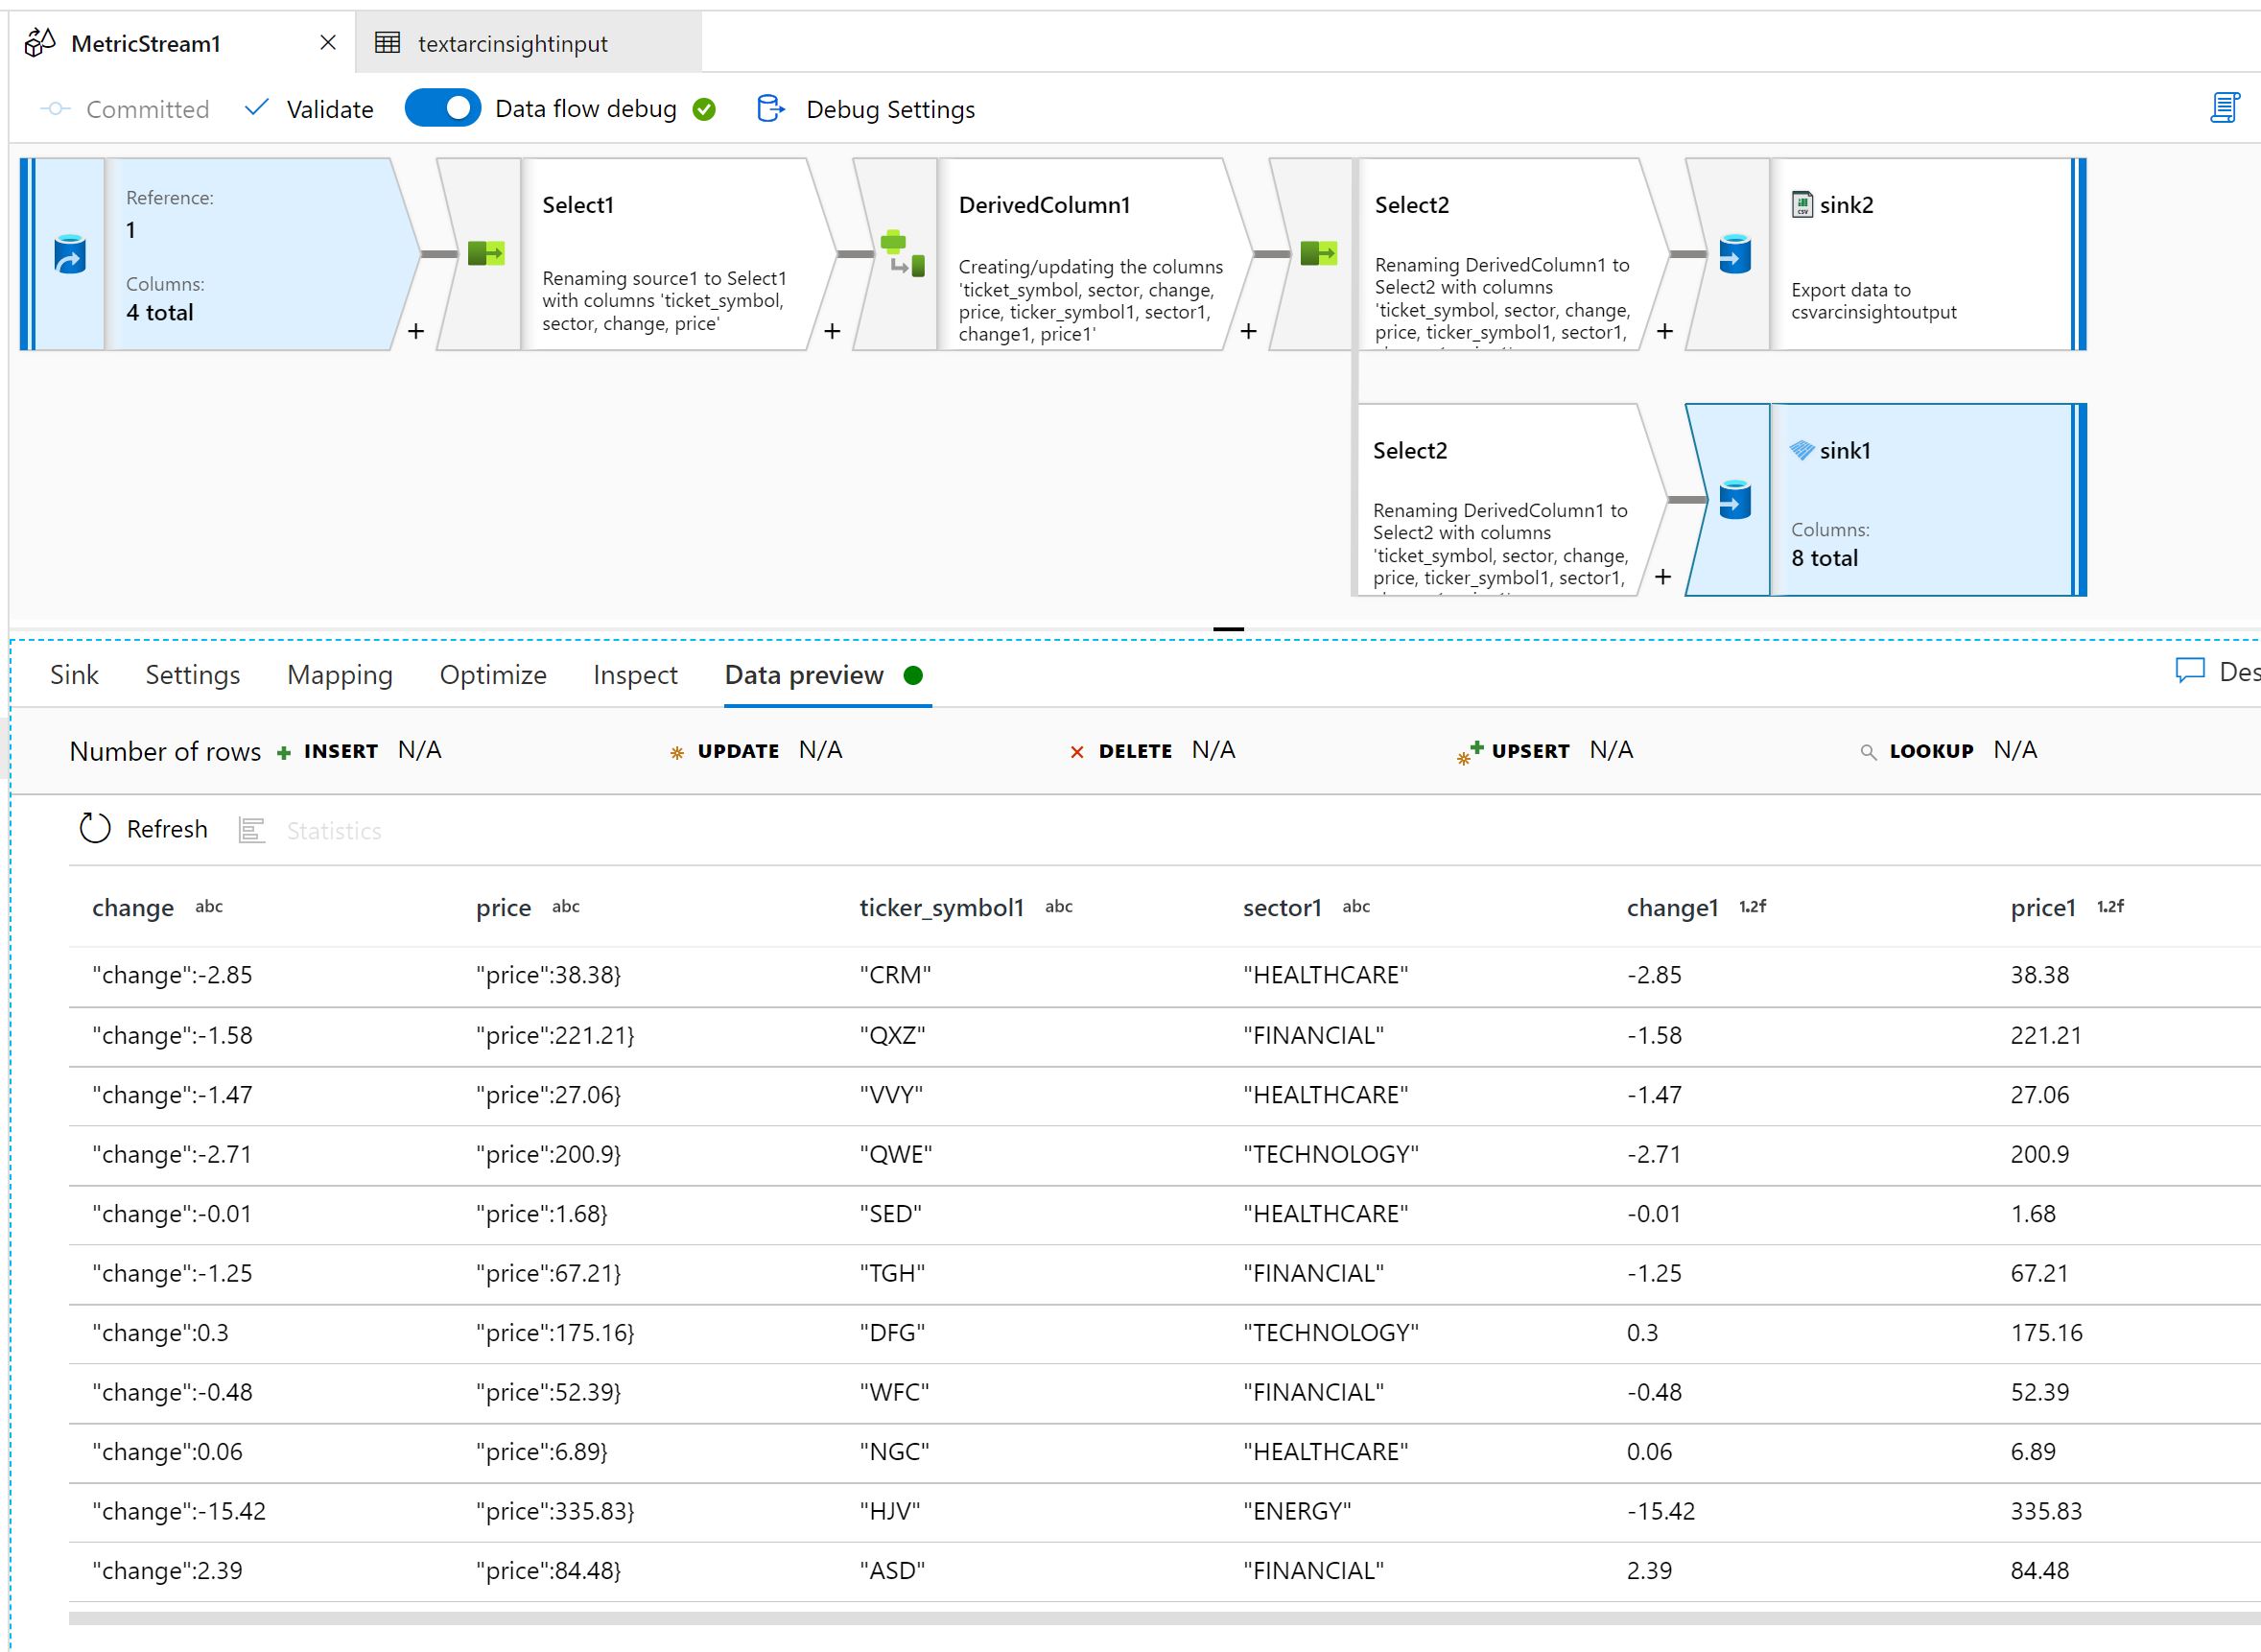 MetricStream1
textarcinsightinput
Committed
Validate
Data flow debug
Debug Settings
Reference:
1
Columns:
4 total
+
Select1
Renaming source1 to Select1
with columns 'ticket_symbol,
sector, change, price'
+
DerivedColumn1
Creating/updating the columns
'ticket_symbol, sector, change,
price, ticker_symbol1, sector1,
change1, price1'
+
Select2
Renaming DerivedColumn1 to
Select2 with columns
'ticket_symbol, sector, change,
price, ticker_symbol1, sector1,
+
CSV
sink2
Export data to
csvarcinsightoutput
Select2
Renaming DerivedColumn1 to
Select2 with columns
'ticket_symbol, sector, change,
price, ticker_symbol1, sector1,
+
sink1
Columns:
8 total
Sink Settings Mapping Optimize Inspect Data preview Des
Number of rows + INSERT N/A UPDATE N/A DELETE N/A UPSERT N/A LOOKUP N/A
Refresh Statistics
change abc price abc ticker_symbol1 abc sector1 abc change1 1.2f price1 1.2f
"change":-2.85 "price":38.38} "CRM" "HEALTHCARE" -2.85 38.38
"change":-1.58 "price":221.21} "QXZ" "FINANCIAL" -1.58 221.21
"change":-1.47 "price":27.06} "VVY" "HEALTHCARE" -1.47 27.06
"change":-2.71 "price":200.9} "QWE" "TECHNOLOGY" -2.71 200.9
"change":-0.01 "price":1.68} "SED" "HEALTHCARE" -0.01 1.68
"change":-1.25 "price":67.21} "TGH" "FINANCIAL" -1.25 67.21
"change":0.3 "price":175.16} "DFG" "TECHNOLOGY" 0.3 175.16
"change":-0.48 "price":52.39} "WFC" "FINANCIAL" -0.48 52.39
"change":0.06 "price":6.89} "NGC" "HEALTHCARE" 0.06 6.89
"change":-15.42 "price":335.83} "HJV" "ENERGY" -15.42 335.83
"change":2.39 "price":84.48} "ASD" "FINANCIAL" 2.39 84.48